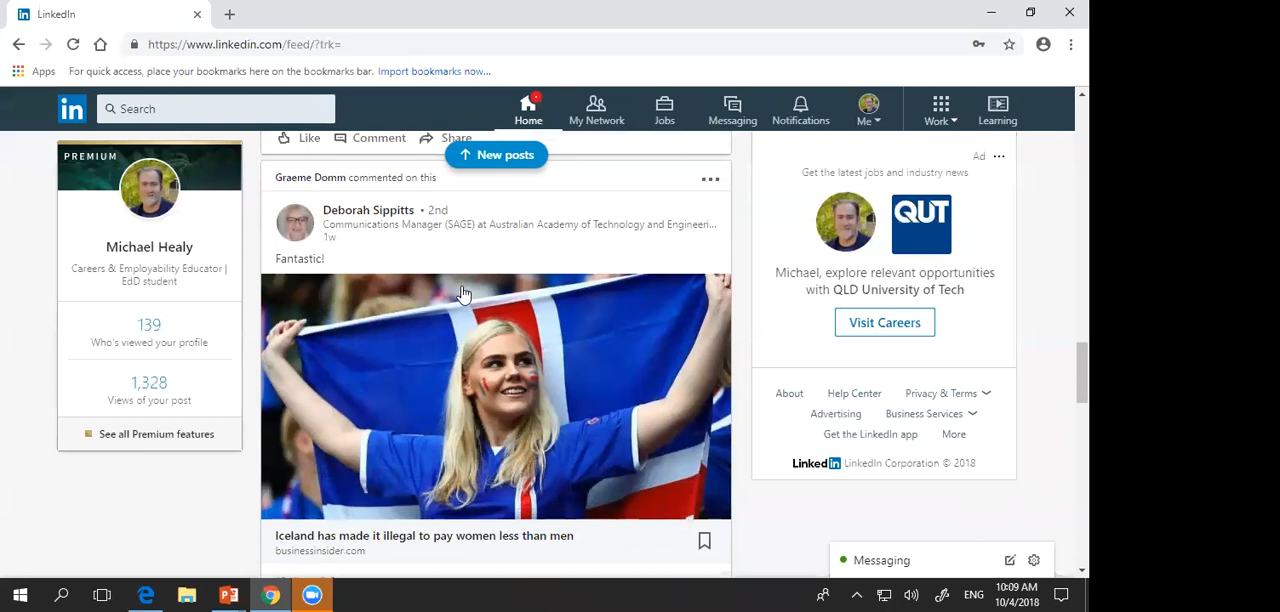 LinkedIn
https://www.linkedin.com/feed/?trk=
Apps For quick access, place your bookmarks here on the bookmarks bar. Import bookmarks now...
in Search
Home My Network Jobs Messaging Notifications Me Work Learning
PREMIUM
Michael Healy
Careers & Employability Educator |
EdD student
139
Who's viewed your profile
1,328
Views of your post
See all Premium features
Like Comment Share
New posts
Graeme Domm commented on this
Deborah Sippitts • 2nd
Communications Manager (SAGE) at Australian Academy of Technology and Engineeri...
1w
Fantastic!
Iceland has made it illegal to pay women less than men
businessinsider.com
Ad
Get the latest jobs and industry news
QUT
Michael, explore relevant opportunities
with QLD University of Tech
Visit Careers
About Help Center Privacy & Terms
Advertising Business Services
Get the LinkedIn app More
LinkedIn LinkedIn Corporation © 2018
Messaging
ENG
10:09 AM
10/4/2018